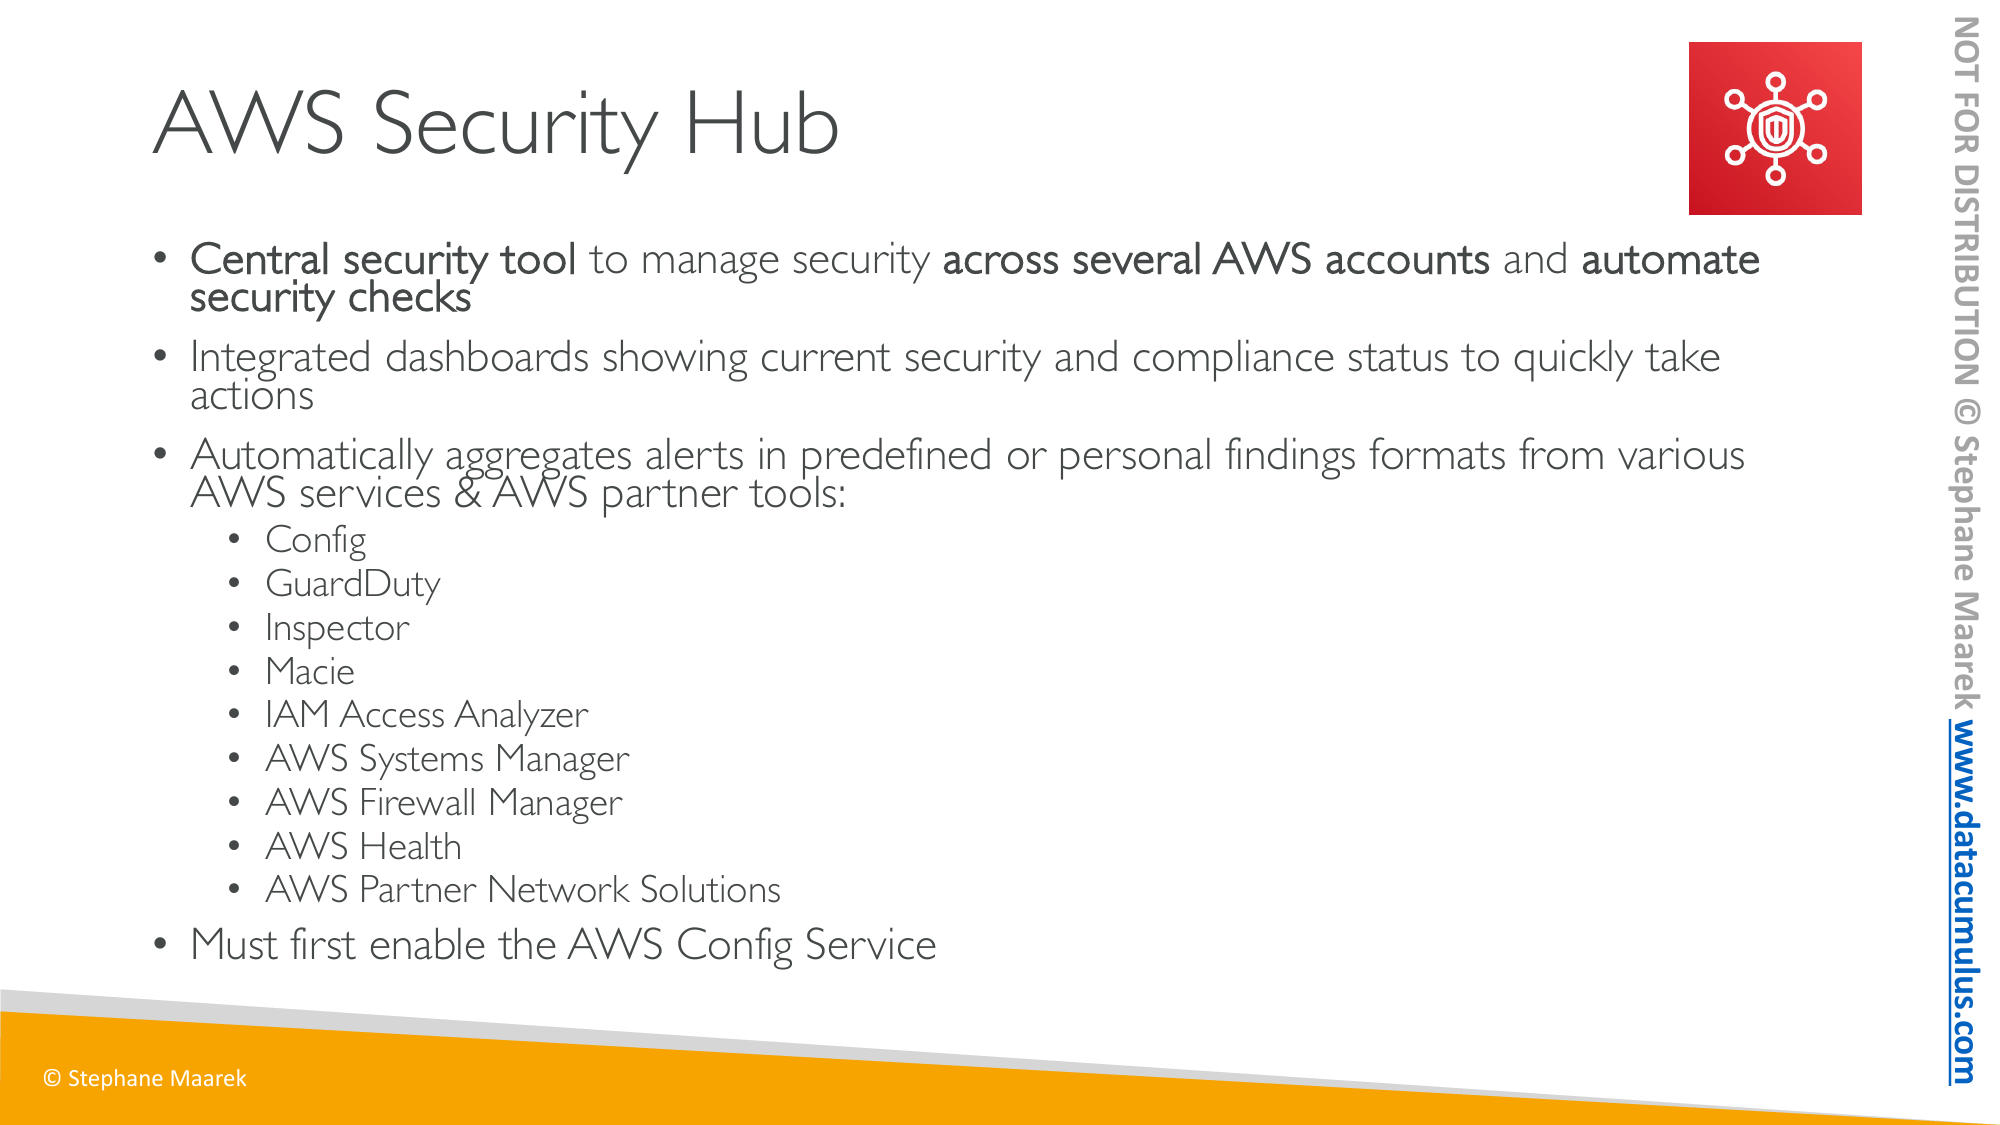 AWS Security Hub
• Central security tool to manage security across several AWS accounts and automate
security checks
• Integrated dashboards showing current security and compliance status to quickly take
actions
• Automatically aggregates alerts in predefined or personal findings formats from various
AWS services & AWS partner tools:
• Config
• GuardDuty
• Inspector
• Macie
• IAM Access Analyzer
• AWS Systems Manager
• AWS Firewall Manager
• AWS Health
• AWS Partner Network Solutions
• Must first enable the AWS Config Service
© Stephane Maarek
NOT FOR DISTRIBUTION © Stephane Maarek www.datacumulus.com